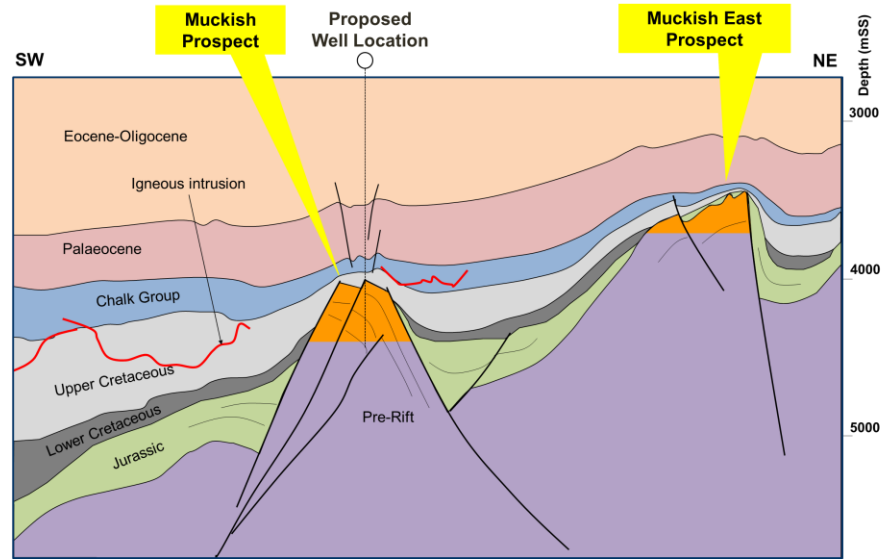 Muckish
Prospect
Proposed
Well Location
Muckish East
Prospect
SW
NE
Depth (mSS)
3000
4000
5000
Eocene-Oligocene
Igneous intrusion
Palaeocene
Chalk Group
Upper Cretaceous
Lower Cretaceous
Jurassic
Pre-Rift